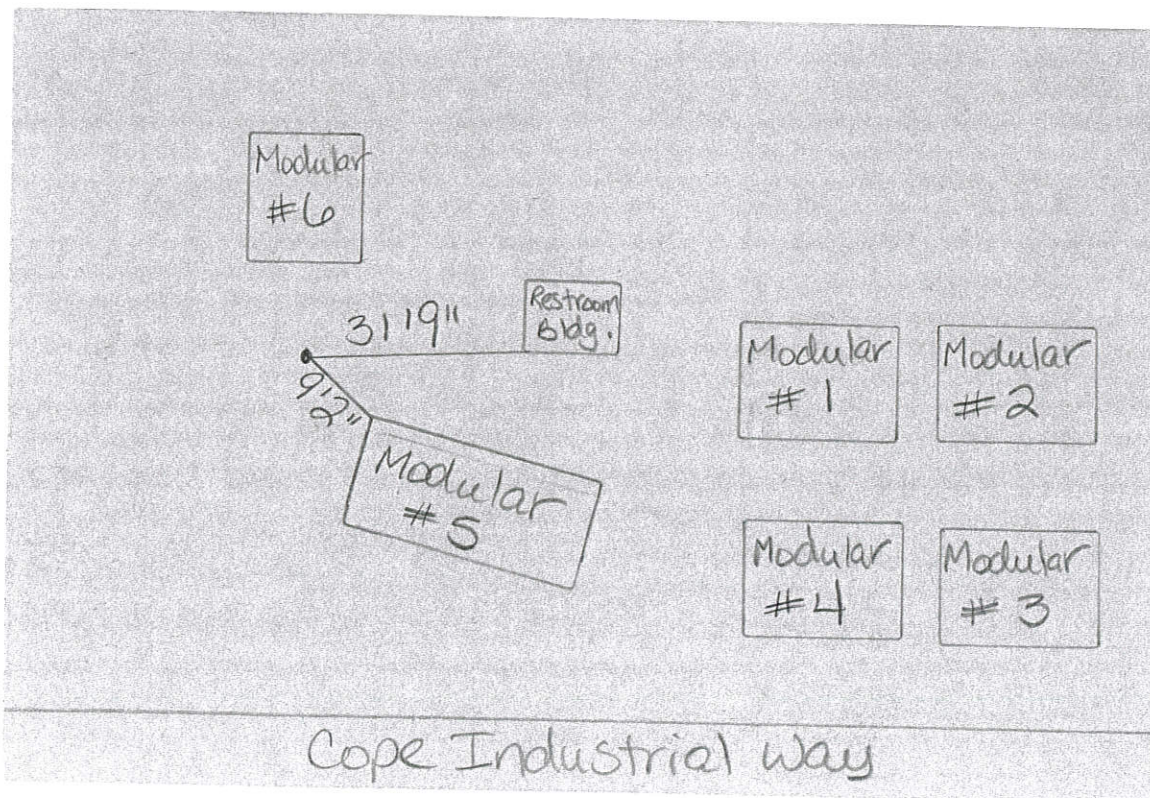 Modular
#6
31'9"
Restroom
Bldg.
9'2"
Modular
#5
Modular
#1
Modular
#2
Modular
#4
Modular
#3
Cope Industrial Way